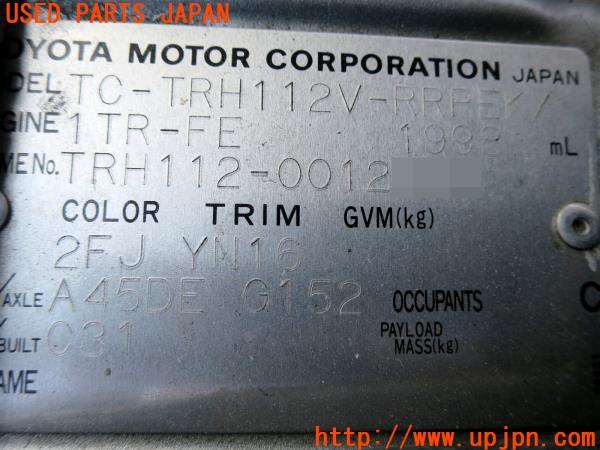 USED PARTS JAPAN
TOYOTA MOTOR CORPORATION JAPAN
DEL TC-TRH112V-RRPEK/
GINE 1TR-FE 1998 mL
ME No. TRH112-0012
COLOR TRIM GVM(kg)
2FJ YN16
/AXLE A45DE G152 OCCUPANTS C
/BUILT C31 PAYLOAD
MASS(kg)
AME
U.P.J
http://www.upjpn.com/